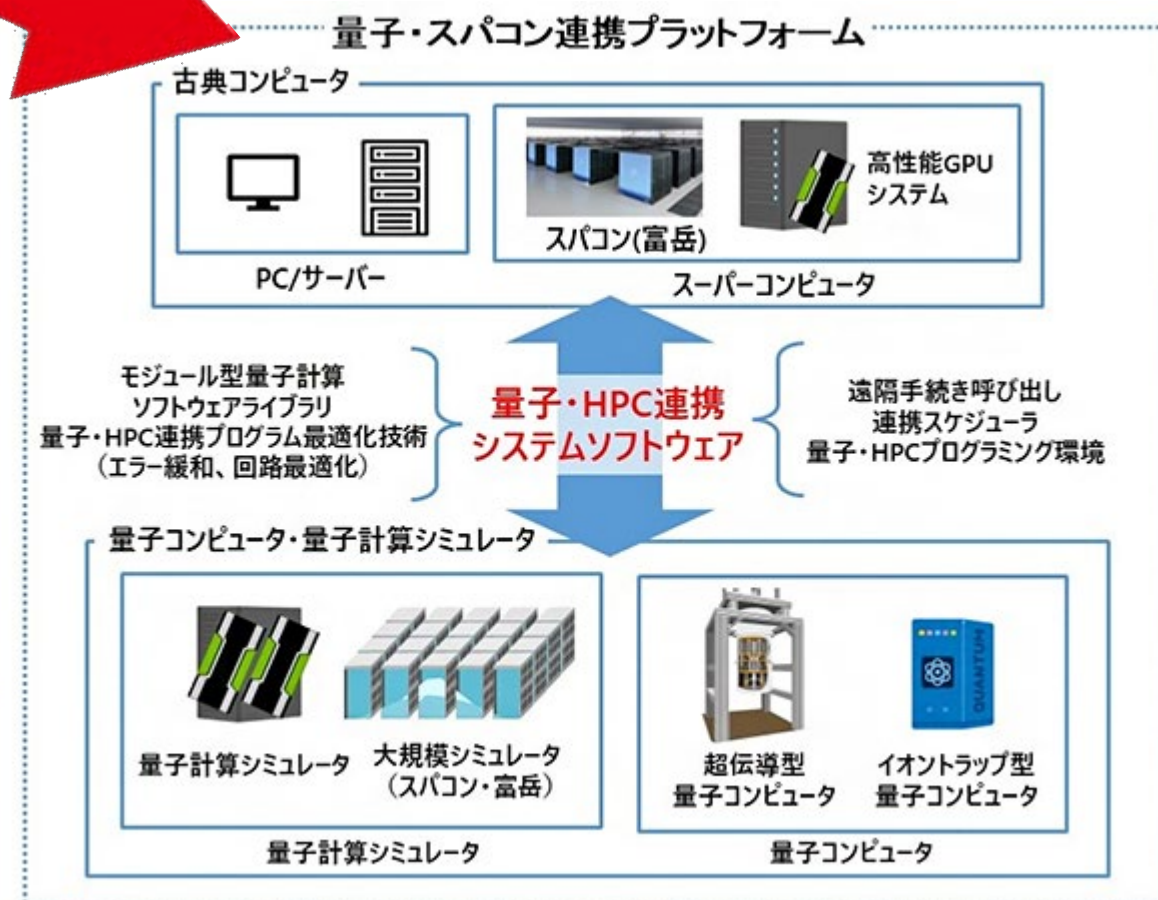 量子・スパコン連携プラットフォーム
古典コンピュータ
高性能GPU
システム
スパコン(富岳)
PC/サーバー
スーパーコンピュータ
モジュール型量子計算
ソフトウェアライブラリ
量子・HPC連携プログラム最適化技術
（エラー緩和、回路最適化）
量子・HPC連携
システムソフトウェア
遠隔手続き呼び出し
連携スケジューラ
量子・HPCプログラミング環境
量子コンピュータ・量子計算シミュレータ
量子計算シミュレータ
大規模シミュレータ
（スパコン・富岳）
超伝導型
量子コンピュータ
QUANTUM
イオントラップ型
量子コンピュータ
量子計算シミュレータ
量子コンピュータ